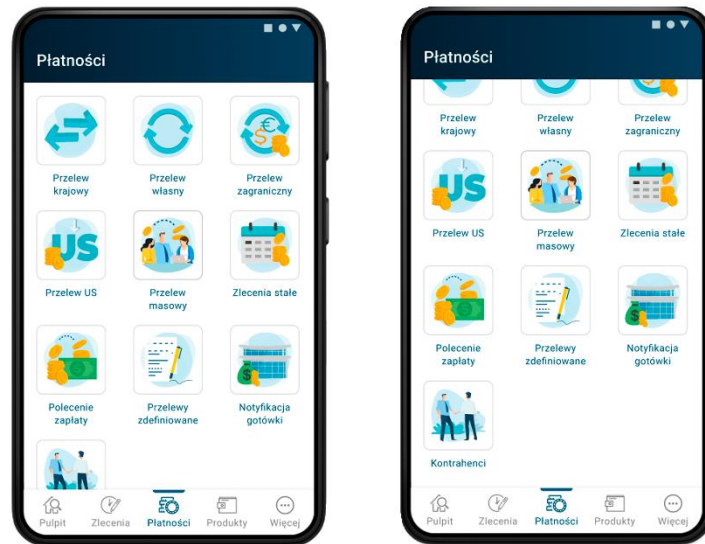 Płatności
Przelew
krajowy
Przelew
własny
Przelew
zagraniczny
US
Przelew US
Przelew
masowy
Zlecenia stałe
Polecenie
zapłaty
Przelewy
zdefiniowane
Notyfikacja
gotówki
Pulpit
Zlecenia
Płatności
Produkty
Więcej
Płatności
Przelew
krajowy
Przelew
własny
Przelew
zagraniczny
US
Przelew US
Przelew
masowy
Zlecenia stałe
Polecenie
zapłaty
Przelewy
zdefiniowane
Notyfikacja
gotówki
Kontrahenci
Pulpit
Zlecenia
Płatności
Produkty
Więcej